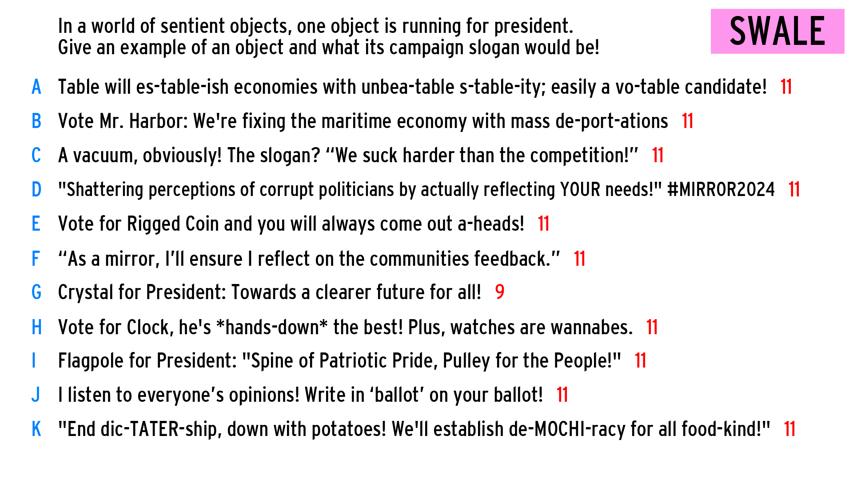 In a world of sentient objects, one object is running for president.
Give an example of an object and what its campaign slogan would be!
SWALE
A Table will es-table-ish economies with unbea-table s-table-ity; easily a vo-table candidate! 11
B Vote Mr. Harbor: We're fixing the maritime economy with mass de-port-ations 11
C A vacuum, obviously! The slogan? “We suck harder than the competition!” 11
D "Shattering perceptions of corrupt politicians by actually reflecting YOUR needs!" #MIRROR2024 11
E Vote for Rigged Coin and you will always come out a-heads! 11
F “As a mirror, I’ll ensure I reflect on the communities feedback.” 11
G Crystal for President: Towards a clearer future for all! 9
H Vote for Clock, he's *hands-down* the best! Plus, watches are wannabes. 11
I Flagpole for President: "Spine of Patriotic Pride, Pulley for the People!" 11
J I listen to everyone’s opinions! Write in ‘ballot’ on your ballot! 11
K "End dic-TATER-ship, down with potatoes! We'll establish de-MOCHI-racy for all food-kind!" 11